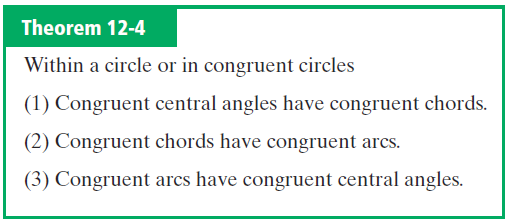 Theorem 12-4
Within a circle or in congruent circles
(1) Congruent central angles have congruent chords.
(2) Congruent chords have congruent arcs.
(3) Congruent arcs have congruent central angles.